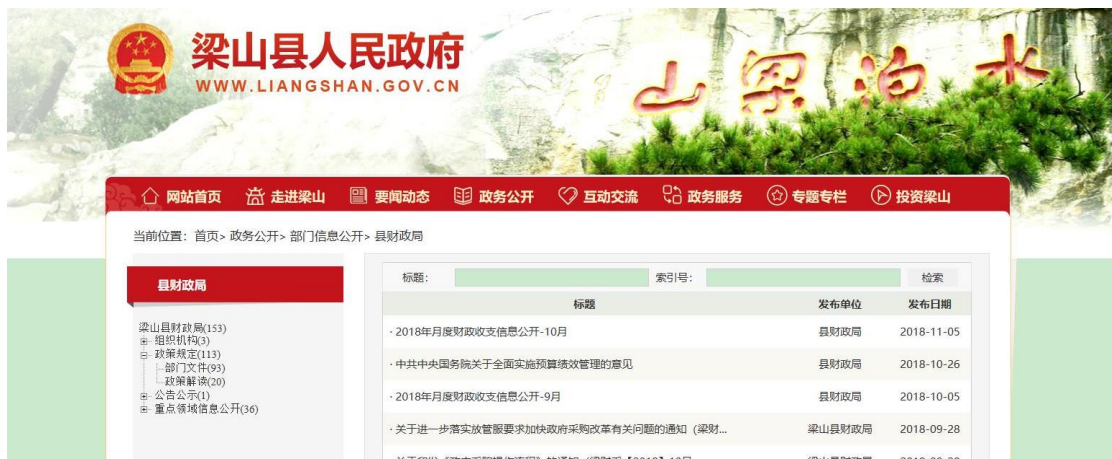 梁山县人民政府
WWW.LIANGSHAN.GOV.CN
山梁泊水
网站首页 走进梁山 要闻动态 政务公开 互动交流 政务服务 专题专栏 投资梁山
当前位置：首页> 政务公开> 部门信息公开> 县财政局
县财政局
梁山县财政局(153)
组织机构(3)
政策规定(113)
部门文件(93)
政策解读(20)
公告公示(1)
重点领域信息公开(36)
标题： 索引号： 检索
标题 发布单位 发布日期
· 2018年月度财政收支信息公开-10月 县财政局 2018-11-05
· 中共中央国务院关于全面实施预算绩效管理的意见 县财政局 2018-10-26
· 2018年月度财政收支信息公开-9月 县财政局 2018-10-05
· 关于进一步落实放管服要求加快政府采购改革有关问题的通知（梁财... 梁山县财政局 2018-09-28